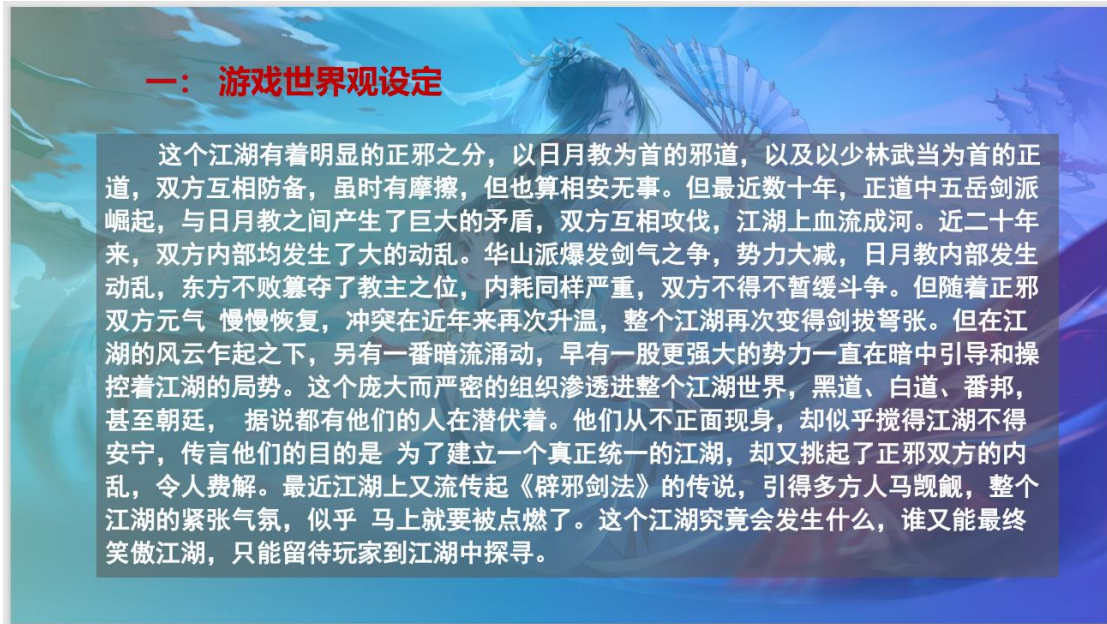 一： 游戏世界观设定
这个江湖有着明显的正邪之分，以日月教为首的邪道，以及以少林武当为首的正
道，双方互相防备，虽时有摩擦，但也算相安无事。但最近数十年，正道中五岳剑派
崛起，与日月教之间产生了巨大的矛盾，双方互相攻伐，江湖上血流成河。近二十年
来，双方内部均发生了大的动乱。华山派爆发剑气之争，势力大减，日月教内部发生
动乱，东方不败篡夺了教主之位，内耗同样严重，双方不得不暂缓斗争。但随着正邪
双方元气 慢慢恢复，冲突在近年来再次升温，整个江湖再次变得剑拔弩张。但在江
湖的风云乍起之下，另有一番暗流涌动，早有一股更强大的势力一直在暗中引导和操
控着江湖的局势。这个庞大而严密的组织渗透进整个江湖世界，黑道、白道、番邦，
甚至朝廷， 据说都有他们的人在潜伏着。他们从不正面现身，却似乎搅得江湖不得
安宁，传言他们的目的是 为了建立一个真正统一的江湖，却又挑起了正邪双方的内
乱，令人费解。最近江湖上又流传起《辟邪剑法》的传说，引得多方人马觊觎，整个
江湖的紧张气氛，似乎 马上就要被点燃了。这个江湖究竟会发生什么，谁又能最终
笑傲江湖，只能留待玩家到江湖中探寻。